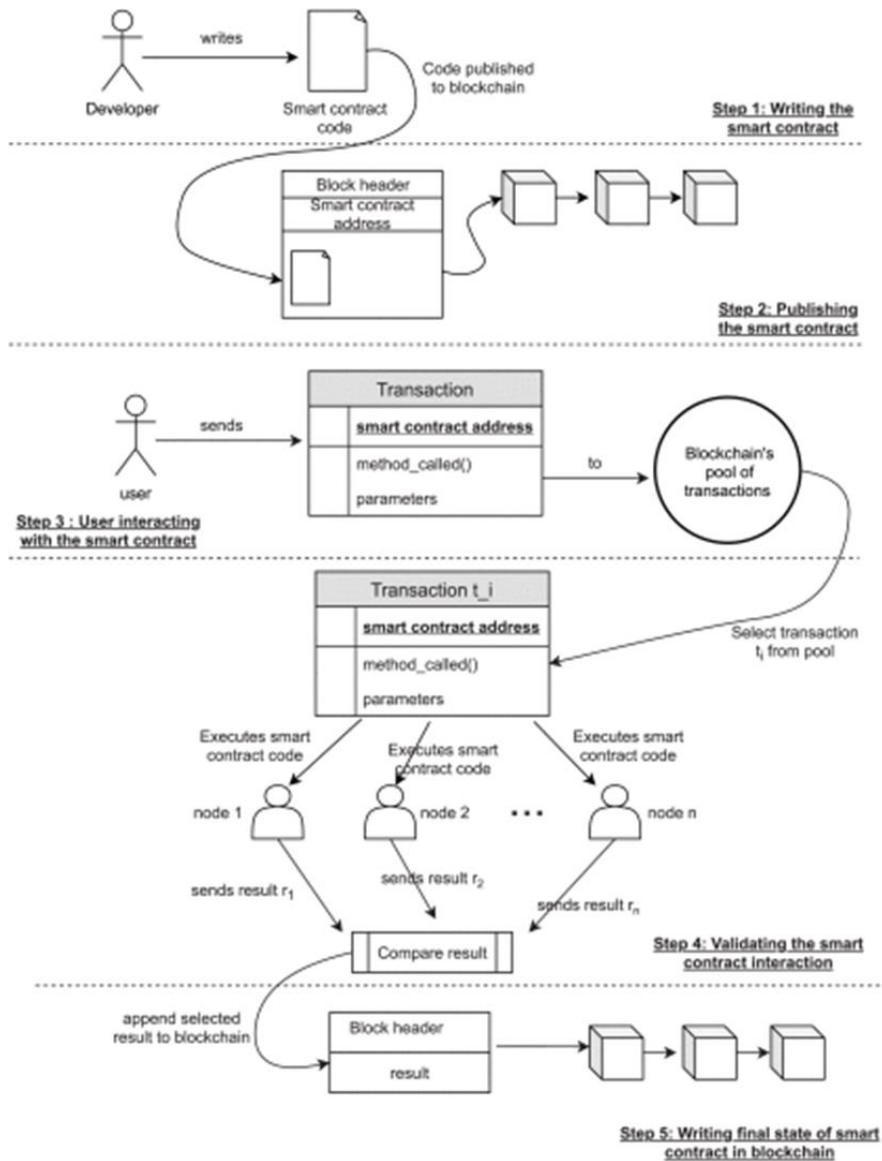 writes
Code published
to blockchain
Developer
Smart contract
code
Step 1: Writing the
smart contract
Block header
Smart contract
address
Step 2: Publishing
the smart contract
Transaction
smart contract address
method_called()
parameters
sends
to
Blockchain's
pool of
transactions
user
Step 3 : User interacting
with the smart contract
Transaction t_i
smart contract address
method_called()
parameters
Select transaction
tᵢ from pool
Executes smart
contract code
Executes smart
contract code
Executes smart
contract code
node 1
node 2
...
node n
sends result r₁
sends result r₂
sends result rₙ
Compare result
Step 4: Validating the smart
contract interaction
append selected
result to blockchain
Block header
result
Step 5: Writing final state of smart
contract in blockchain